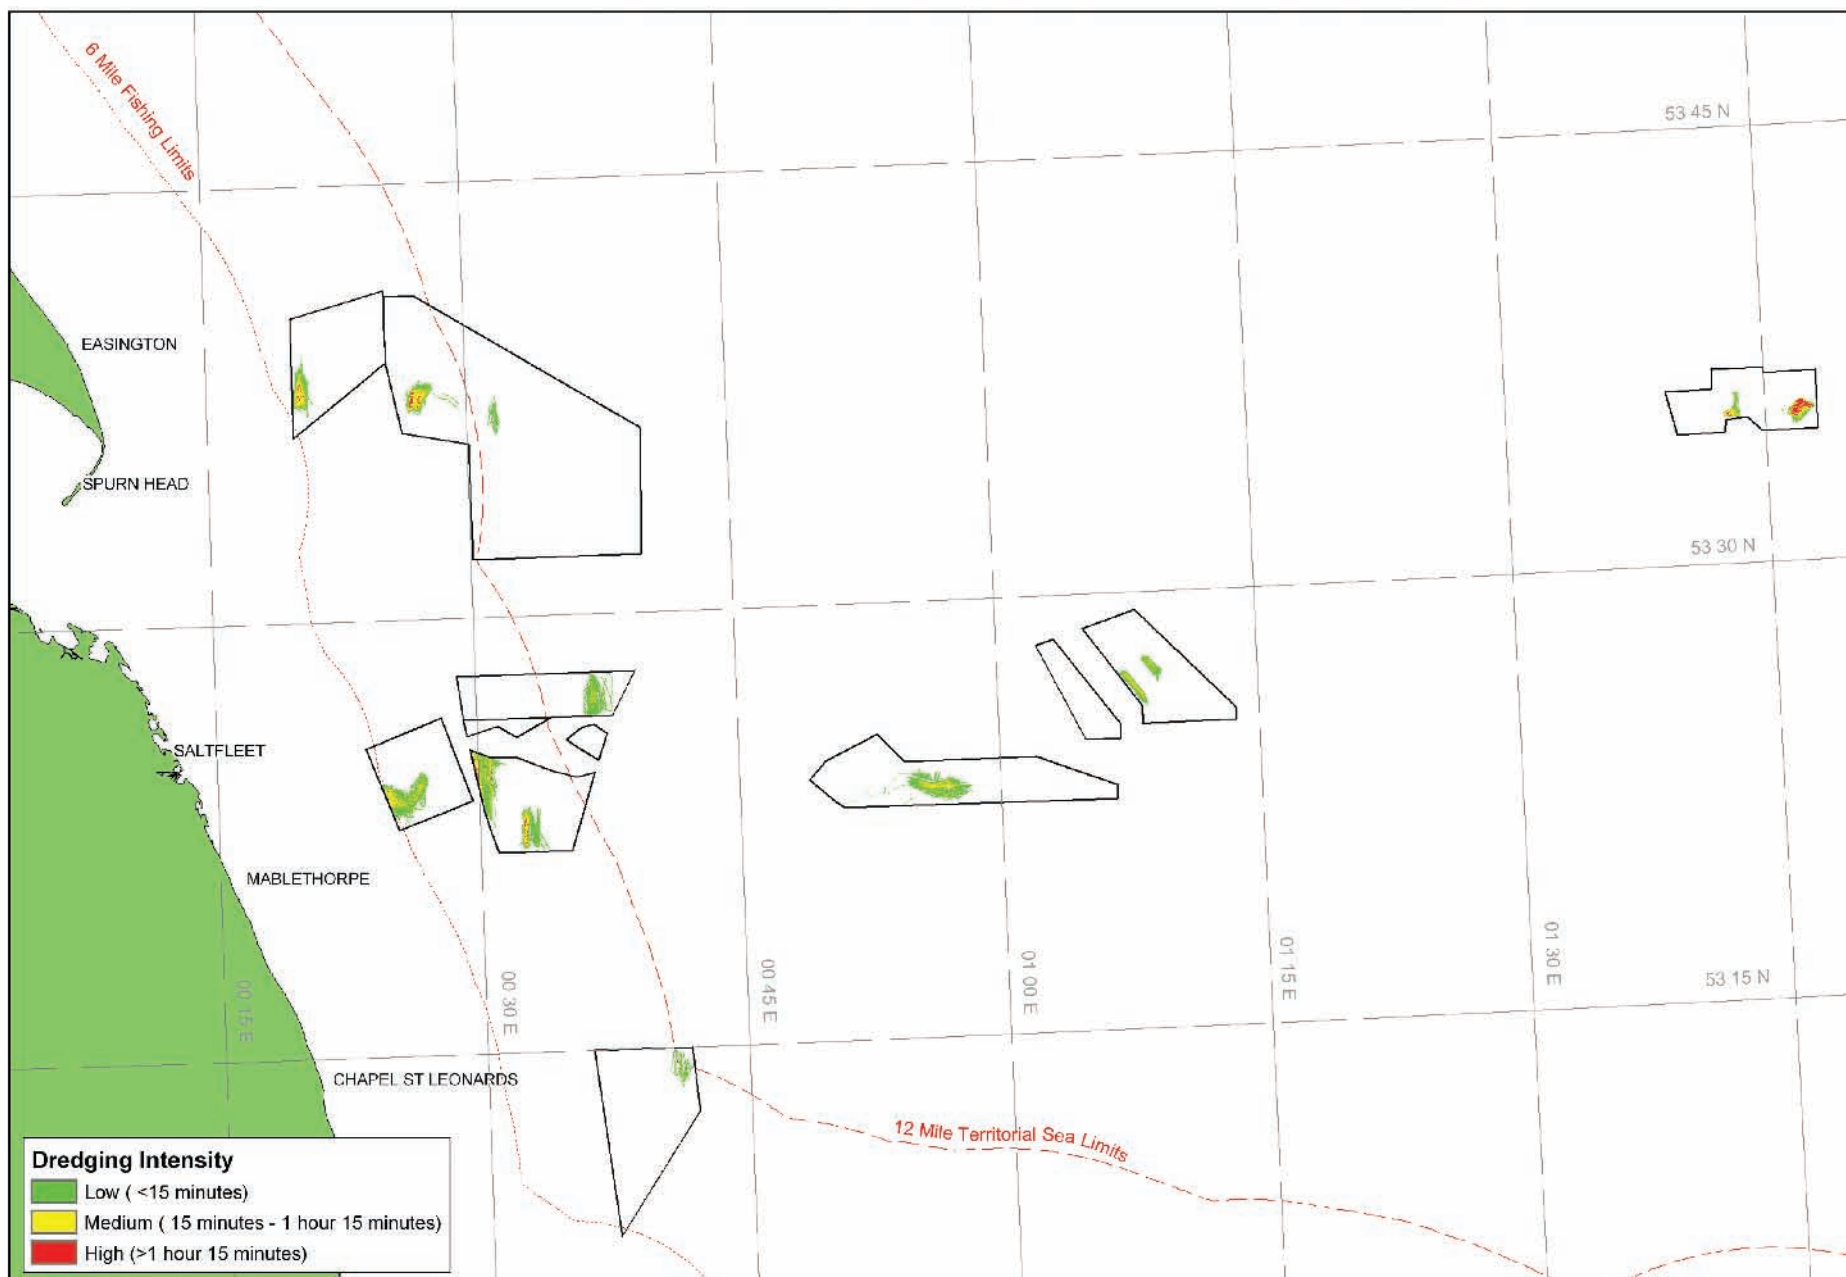 6 Mile Fishing Limits
53 45 N
EASINGTON
SPURN HEAD
53 30 N
SALTFLEET
MABLETHORPE
00 15 E
00 30 E
00 45 E
01 00 E
01 15 E
01 30 E
53 15 N
CHAPEL ST LEONARDS
12 Mile Territorial Sea Limits
Dredging Intensity
Low ( <15 minutes)
Medium ( 15 minutes - 1 hour 15 minutes)
High (>1 hour 15 minutes)